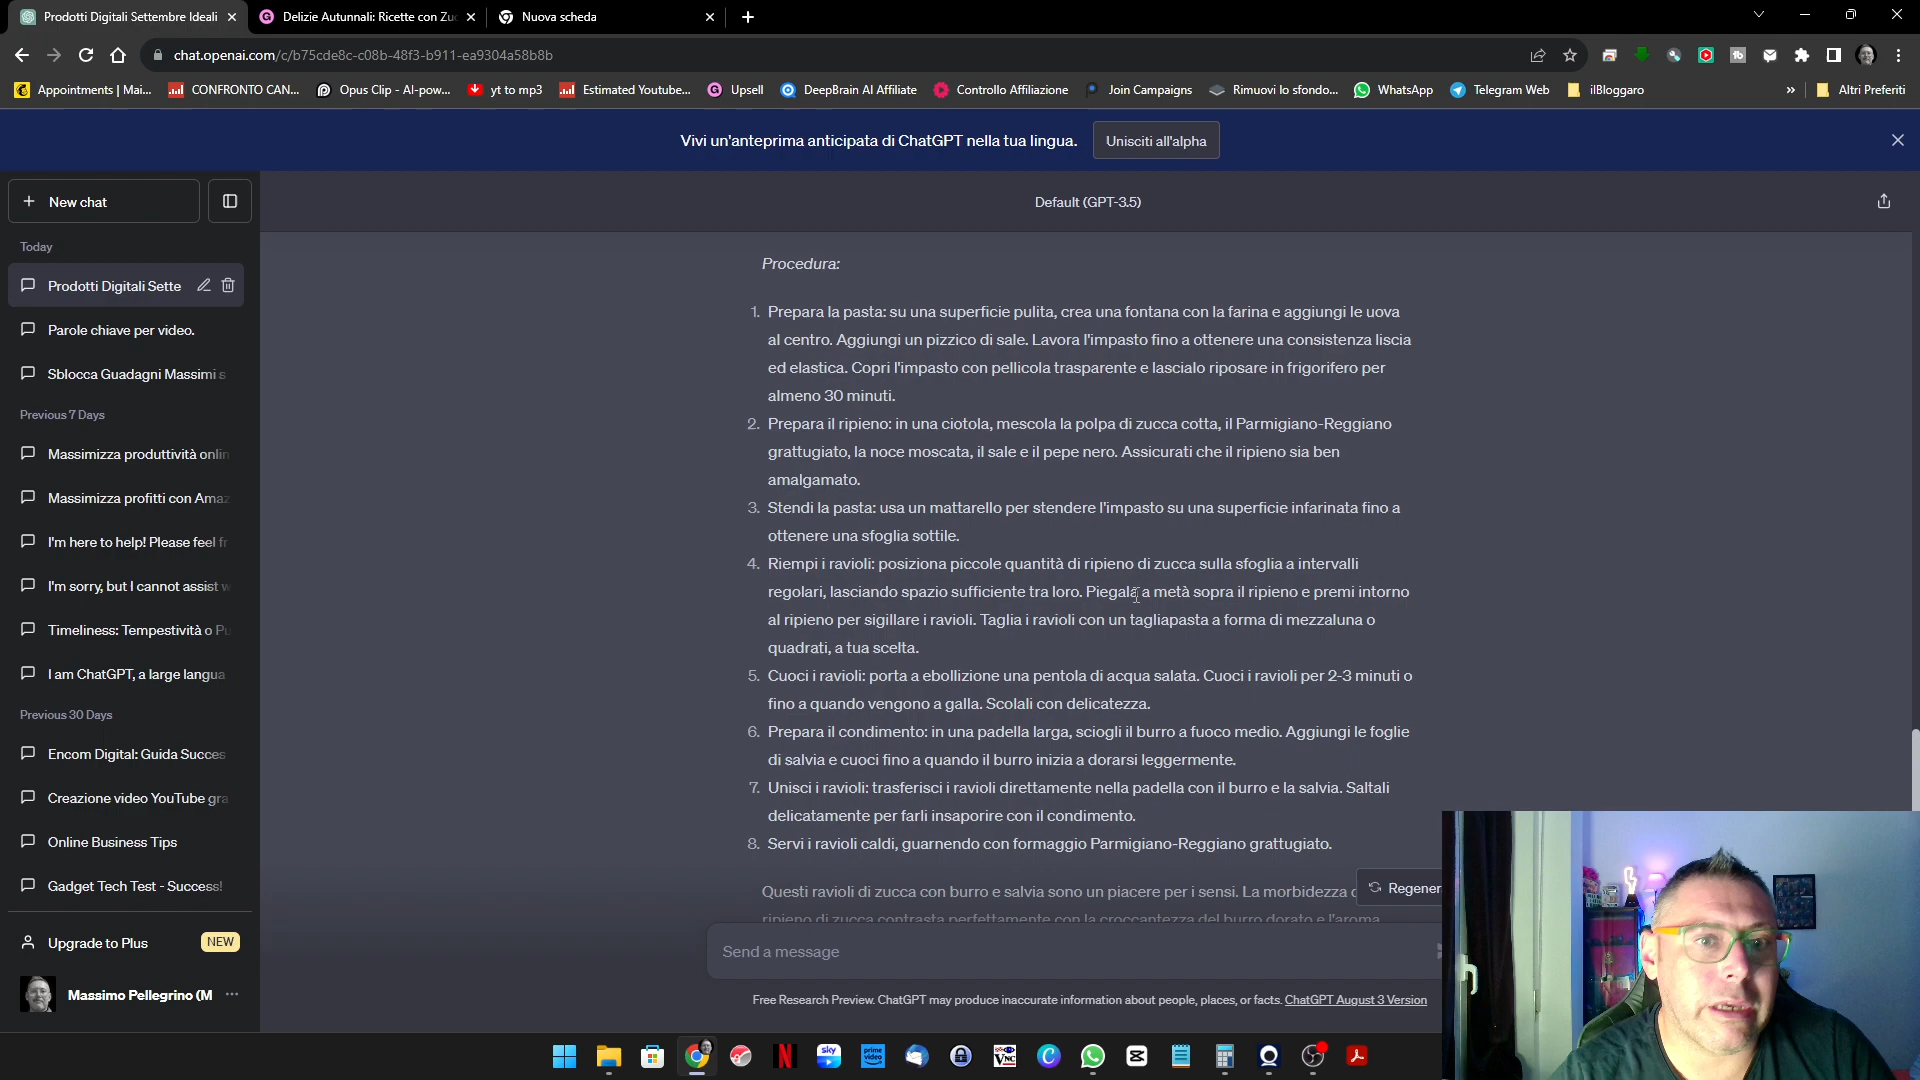 Prodotti Digitali Settembre Ideali
Delizie Autunnali: Ricette con Zuc
Nuova scheda
chat.openai.com/c/b75cde8c-c08b-48f3-b911-ea9304a58b8b
Appointments | Mai...
CONFRONTO CAN...
Opus Clip - AI-pow...
yt to mp3
Estimated Youtube...
Upsell
DeepBrain AI Affiliate
Controllo Affiliazione
Join Campaigns
Rimuovi lo sfondo...
WhatsApp
Telegram Web
ilBloggaro
»
Altri Preferiti
Vivi un'anteprima anticipata di ChatGPT nella tua lingua.
Unisciti all'alpha
New chat
Default (GPT-3.5)
Today
Prodotti Digitali Sette
Parole chiave per video.
Sblocca Guadagni Massimi s
Previous 7 Days
Massimizza produttività onlin
Massimizza profitti con Amaz
I'm here to help! Please feel fr
I'm sorry, but I cannot assist w
Timeliness: Tempestività o Pu
I am ChatGPT, a large langua
Previous 30 Days
Encom Digital: Guida Succes
Creazione video YouTube gra
Online Business Tips
Gadget Tech Test - Success!
Upgrade to Plus
NEW
Massimo Pellegrino (M
Procedura:
1. Prepara la pasta: su una superficie pulita, crea una fontana con la farina e aggiungi le uova
al centro. Aggiungi un pizzico di sale. Lavora l'impasto fino a ottenere una consistenza liscia
ed elastica. Copri l'impasto con pellicola trasparente e lascialo riposare in frigorifero per
almeno 30 minuti.
2. Prepara il ripieno: in una ciotola, mescola la polpa di zucca cotta, il Parmigiano-Reggiano
grattugiato, la noce moscata, il sale e il pepe nero. Assicurati che il ripieno sia ben
amalgamato.
3. Stendi la pasta: usa un mattarello per stendere l'impasto su una superficie infarinata fino a
ottenere una sfoglia sottile.
4. Riempi i ravioli: posiziona piccole quantità di ripieno di zucca sulla sfoglia a intervalli
regolari, lasciando spazio sufficiente tra loro. Piegala a metà sopra il ripieno e premi intorno
al ripieno per sigillare i ravioli. Taglia i ravioli con un tagliapasta a forma di mezzaluna o
quadrati, a tua scelta.
5. Cuoci i ravioli: porta a ebollizione una pentola di acqua salata. Cuoci i ravioli per 2-3 minuti o
fino a quando vengono a galla. Scolali con delicatezza.
6. Prepara il condimento: in una padella larga, sciogli il burro a fuoco medio. Aggiungi le foglie
di salvia e cuoci fino a quando il burro inizia a dorarsi leggermente.
7. Unisci i ravioli: trasferisci i ravioli direttamente nella padella con il burro e la salvia. Saltali
delicatamente per farli insaporire con il condimento.
8. Servi i ravioli caldi, guarnendo con formaggio Parmigiano-Reggiano grattugiato.
Questi ravioli di zucca con burro e salvia sono un piacere per i sensi. La morbidezza
Regener
ripieno di zucca contrasta perfettamente con la croccantezza del burro dorato e l'aroma
Send a message
Free Research Preview. ChatGPT may produce inaccurate information about people, places, or facts. ChatGPT August 3 Version
sky
prime video
VNC